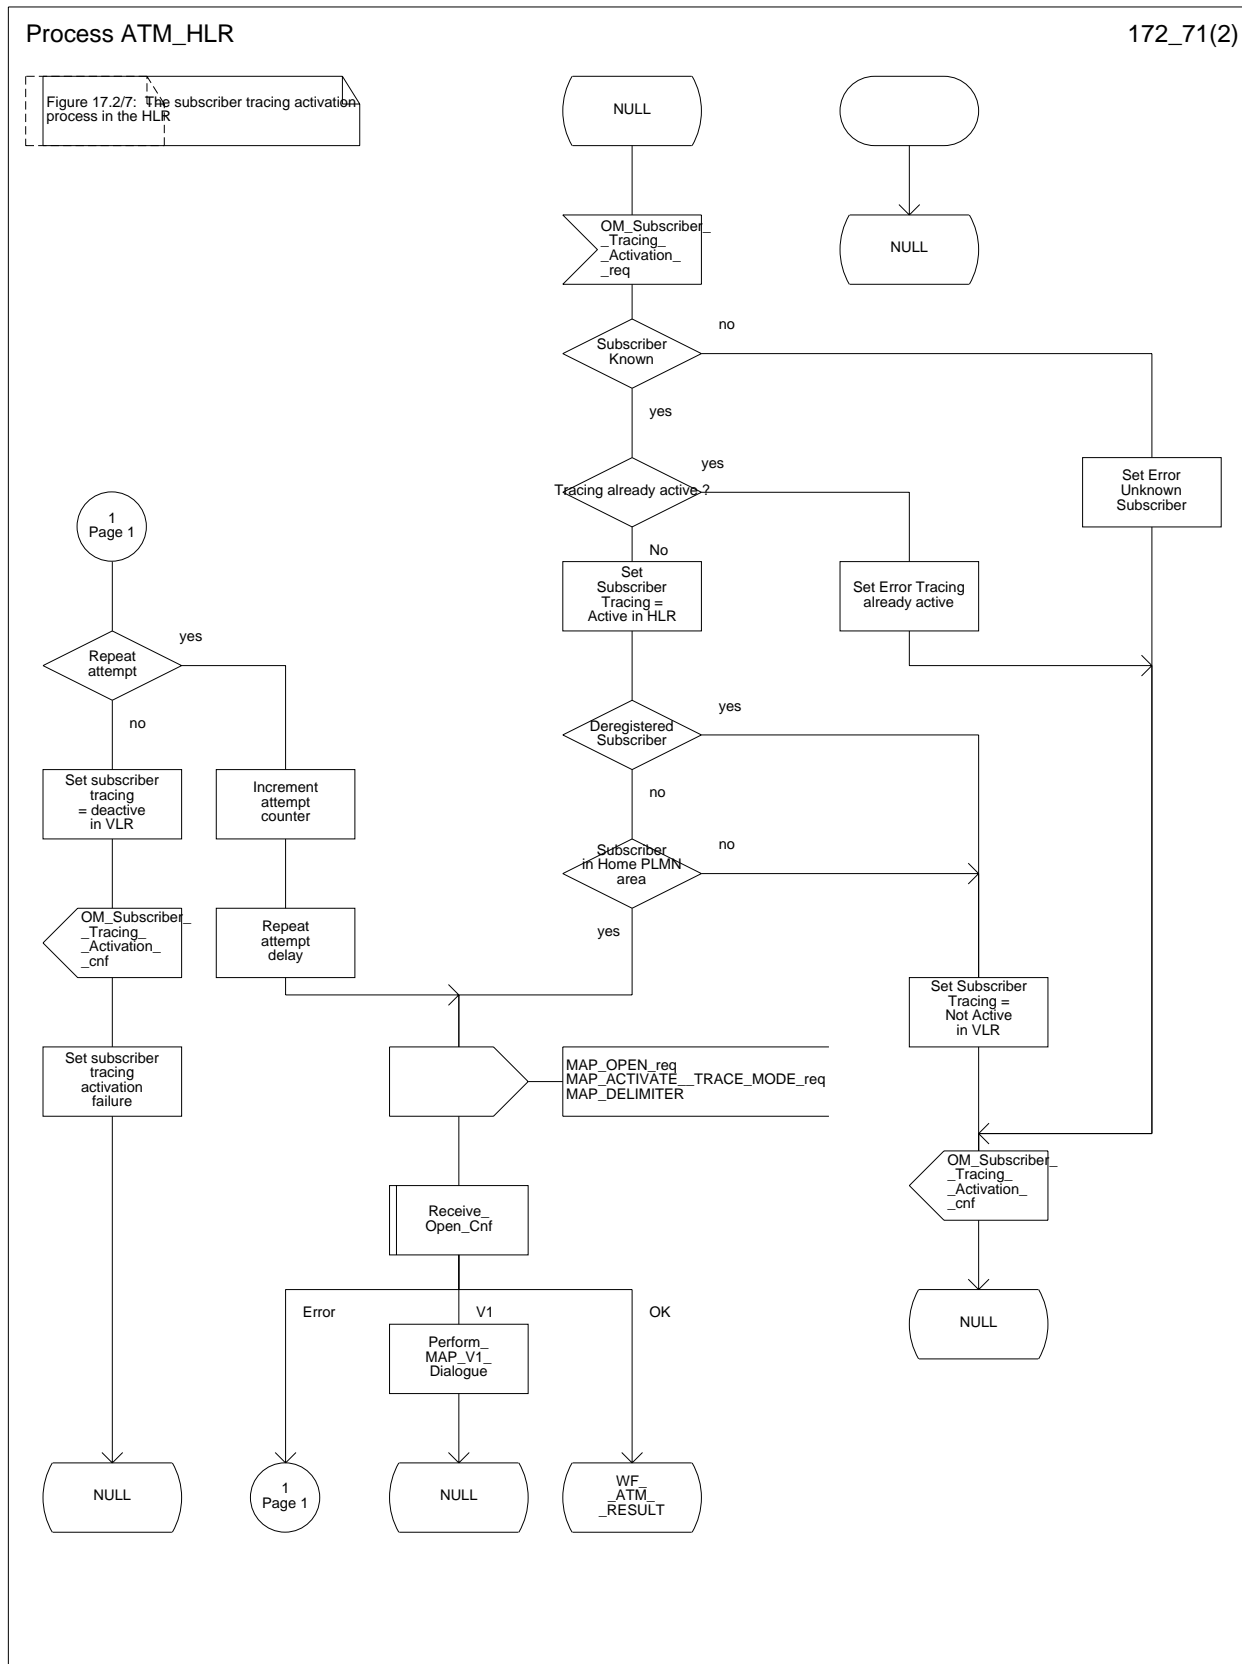 Process ATM_HLR
172_71(2)
Figure 17.2/7: The subscriber tracing activation
process in the HLR
NULL
OM_Subscriber_
_Tracing_
_Activation_
_req
NULL
Subscriber
Known
no
yes
Tracing already active ?
yes
No
Set Error
Unknown
Subscriber
1
Page 1
Set
Subscriber
Tracing =
Active in HLR
Set Error Tracing
already active
Repeat
attempt
yes
no
Deregistered
Subscriber
yes
no
Set subscriber
tracing
= deactive
in VLR
Increment
attempt
counter
Subscriber
in Home PLMN
area
no
yes
OM_Subscriber_
_Tracing_
_Activation_
_cnf
Repeat
attempt
delay
Set Subscriber
Tracing =
Not Active
in VLR
Set subscriber
tracing
activation
failure
MAP_OPEN_req
MAP_ACTIVATE__TRACE_MODE_req
MAP_DELIMITER
OM_Subscriber_
_Tracing_
_Activation_
_cnf
Receive_
Open_Cnf
Error
V1
OK
NULL
Perform_
MAP_V1_
Dialogue
NULL
1
Page 1
NULL
WF_
_ATM_
_RESULT